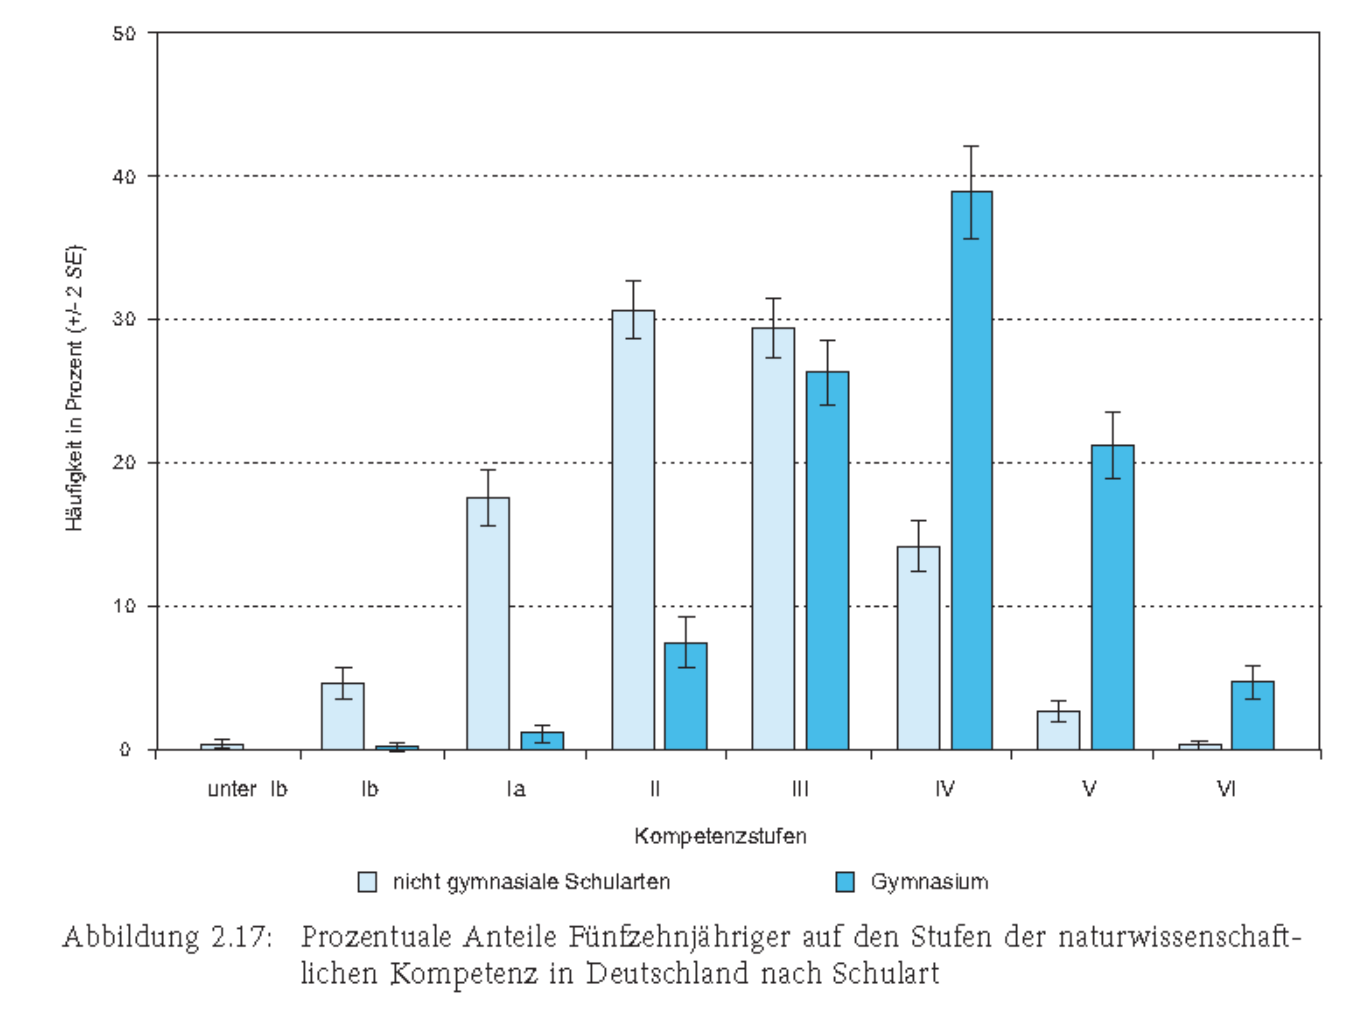 50
40
30
20
10
0
Häufigkeit in Prozent (+/- 2 SE)
unter Ib Ib Ia II III IV V VI
Kompetenzstufen
nicht gymnasiale Schularten Gymnasium
Abbildung 2.17: Prozentuale Anteile Fünfzehnjähriger auf den Stufen der naturwissenschaft-
lichen Kompetenz in Deutschland nach Schulart